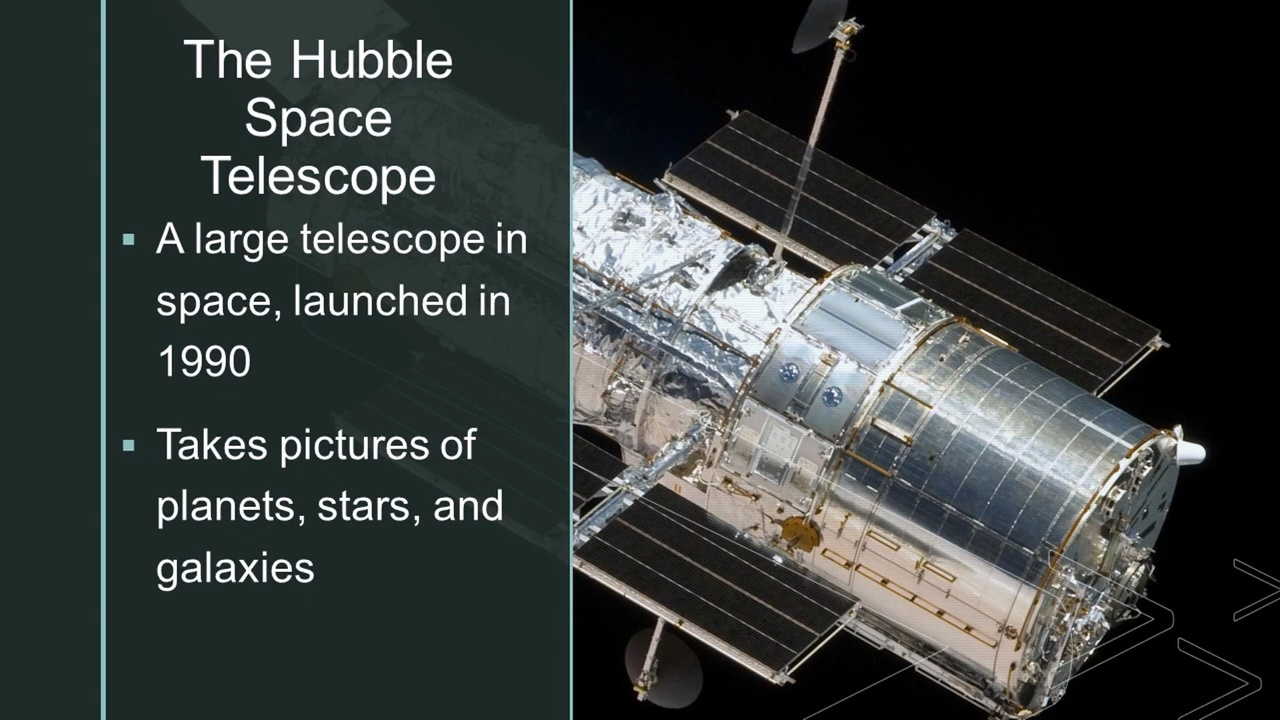 The Hubble
Space
Telescope
▪ A large telescope in
space, launched in
1990
▪ Takes pictures of
planets, stars, and
galaxies